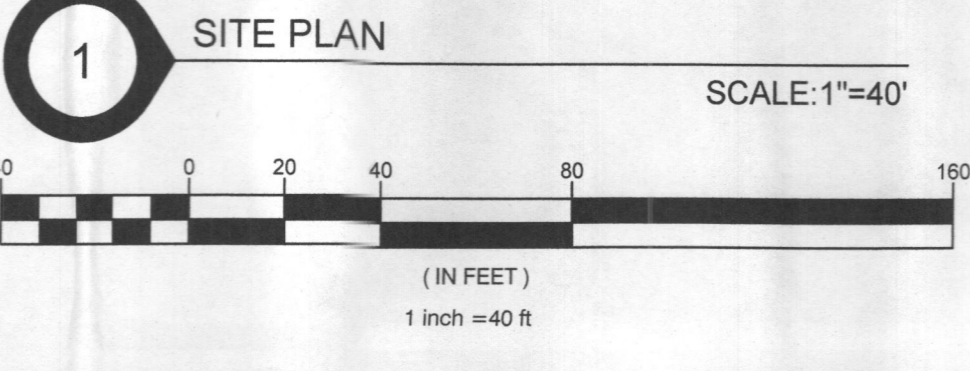 1
SITE PLAN
SCALE:1"=40'
0 0 20 40 80 160
( IN FEET )
1 inch =40 ft